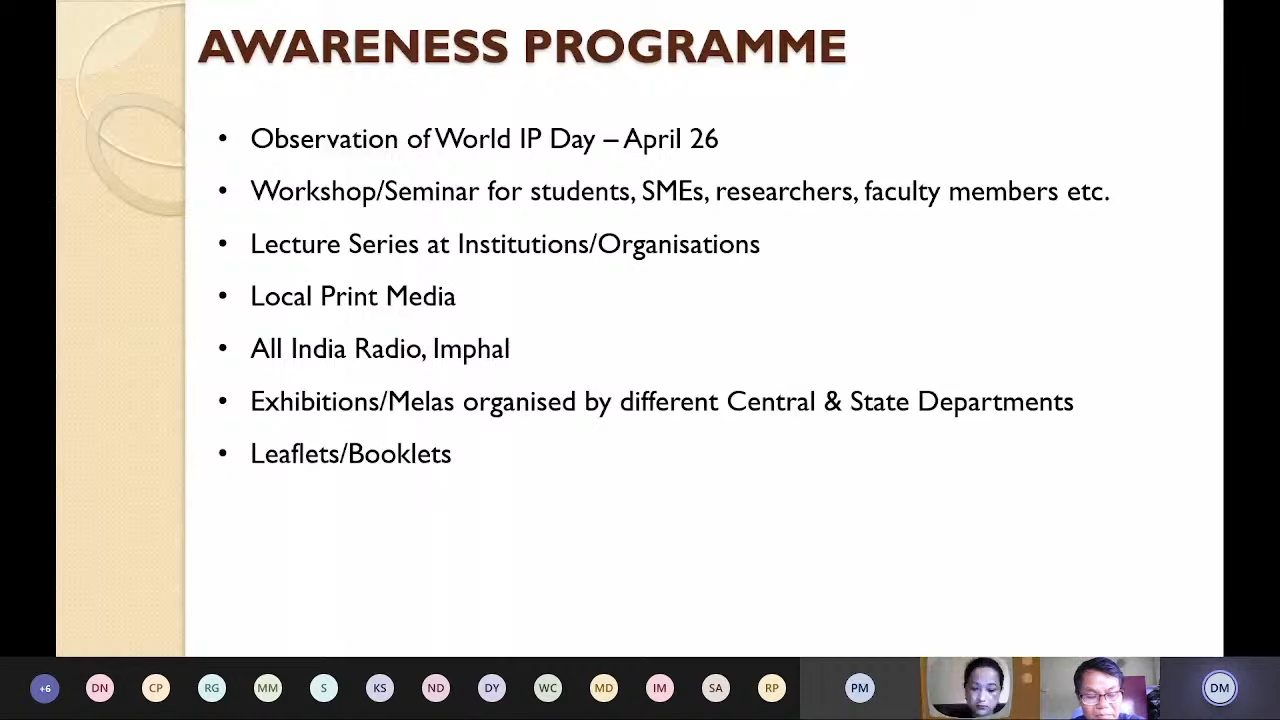 AWARENESS PROGRAMME
• Observation of World IP Day – April 26
• Workshop/Seminar for students, SMEs, researchers, faculty members etc.
• Lecture Series at Institutions/Organisations
• Local Print Media
• All India Radio, Imphal
• Exhibitions/Melas organised by different Central & State Departments
• Leaflets/Booklets
+6 DN CP RG MM S KS ND DY WC MD IM SA RP PM DM